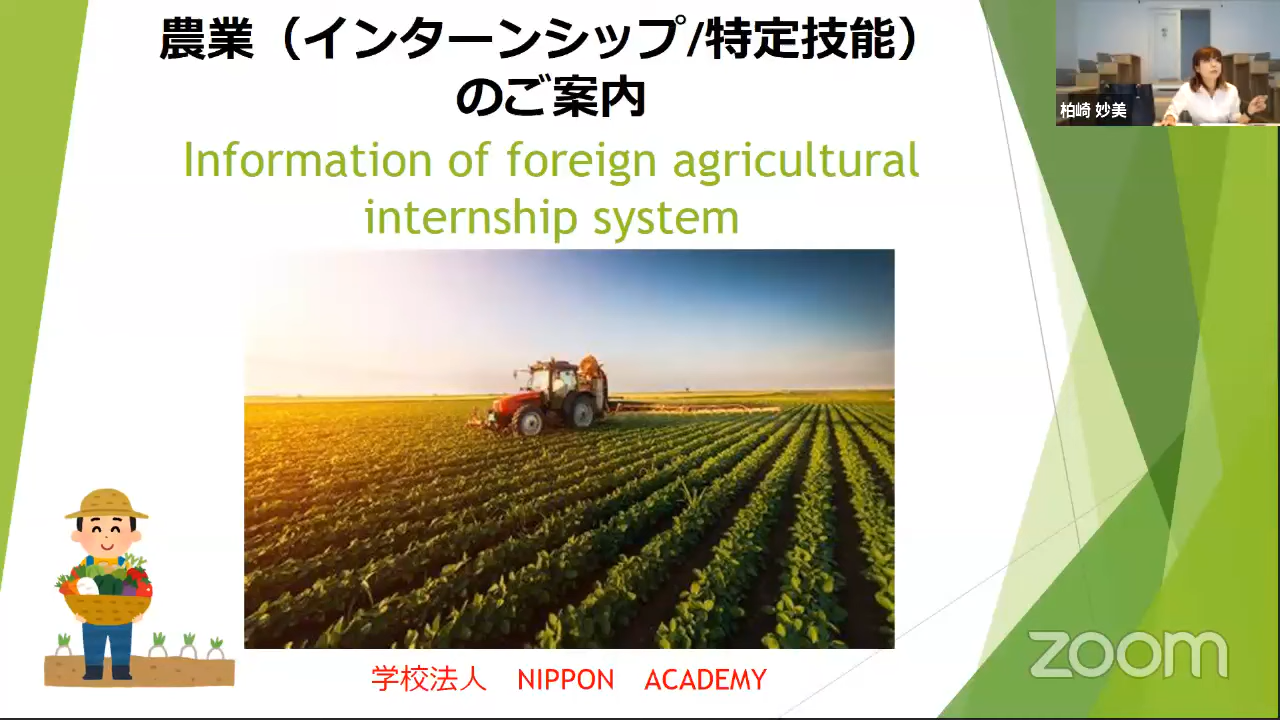 農業（インターンシップ/特定技能）
のご案内
Information of foreign agricultural
internship system
柏崎 妙美
学校法人　NIPPON　ACADEMY
zoom